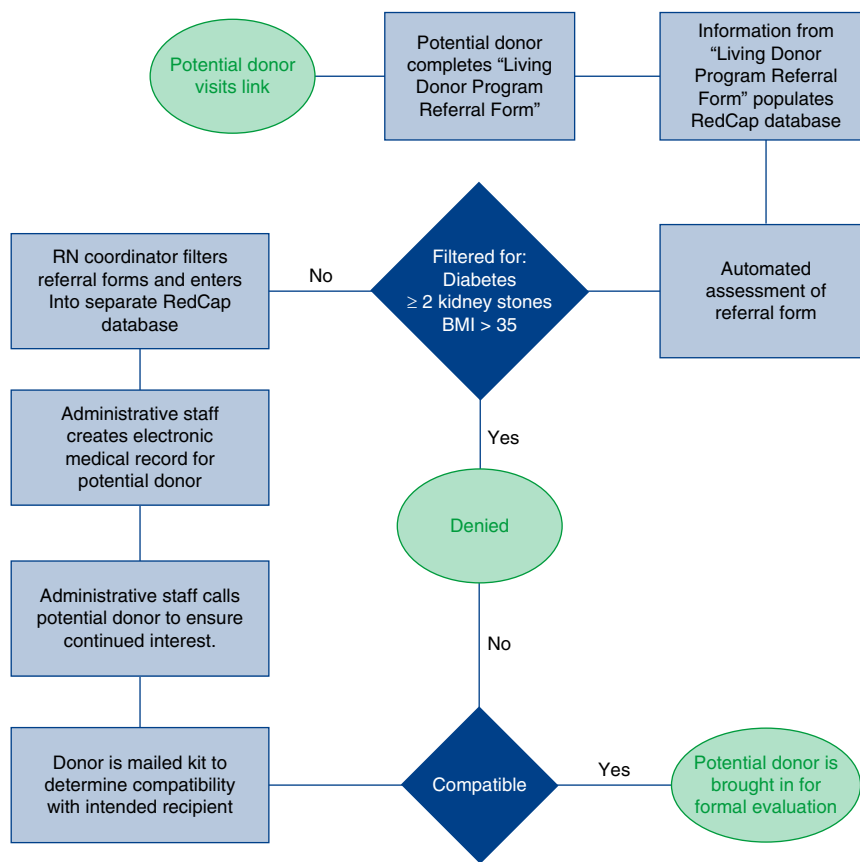 Potential donor
visits link
Potential donor
completes “Living
Donor Program
Referral Form”
Information from
“Living Donor
Program Referral
Form” populates
RedCap database
RN coordinator filters
referral forms and enters
Into separate RedCap
database
No
Filtered for:
Diabetes
≥ 2 kidney stones
BMI > 35
Automated
assessment of
referral form
Yes
Administrative staff
creates electronic
medical record for
potential donor
Denied
Administrative staff calls
potential donor to ensure
continued interest.
No
Donor is mailed kit to
determine compatibility
with intended recipient
Compatible
Yes
Potential donor is
brought in for
formal evaluation